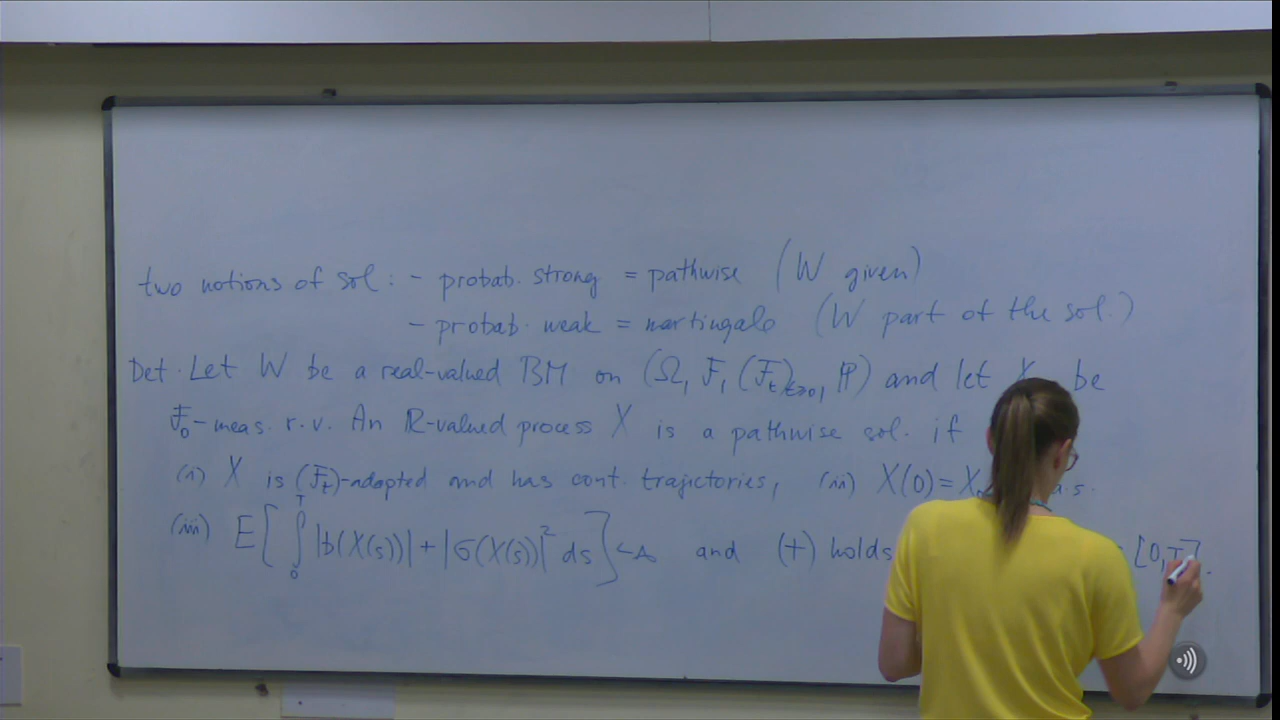 two notions of sol: - probab. strong = pathwise (W given)
- probab. weak = martingale (W part of the sol.)
Def. Let W be a real-valued BM on (Ω, F, (F_t)_{t≥0}, P) and let X be
F_0-meas. r.v. An R-valued process X is a pathwise sol. if
(i) X is (F_t)-adapted and has cont. trajectories, (ii) X(0) = X a.s.
(iii) E[∫_0^T |b(X(s))| + |σ(X(s))|^2 ds] < ∞ and (+) holds [0,T].